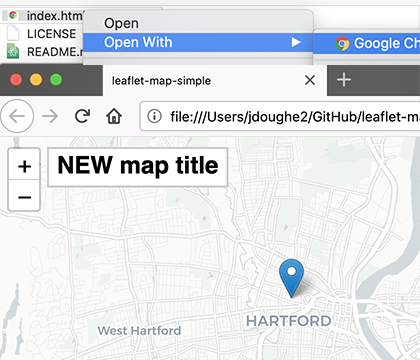 index.htm
Open
LICENSE
Open With
Google Ch
README.
leaflet-map-simple
file:///Users/jdoughe2/GitHub/leaflet-ma
+
NEW map title
−
HARTFORD
West Hartford